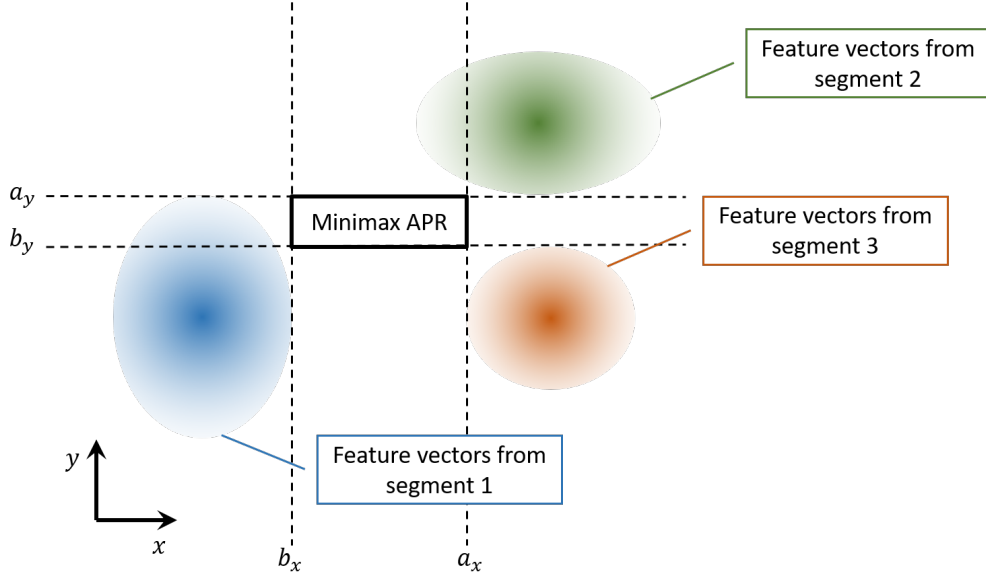 Feature vectors from
segment 2
a_y
Minimax APR
b_y
Feature vectors from
segment 3
Feature vectors from
segment 1
y
x
b_x
a_x